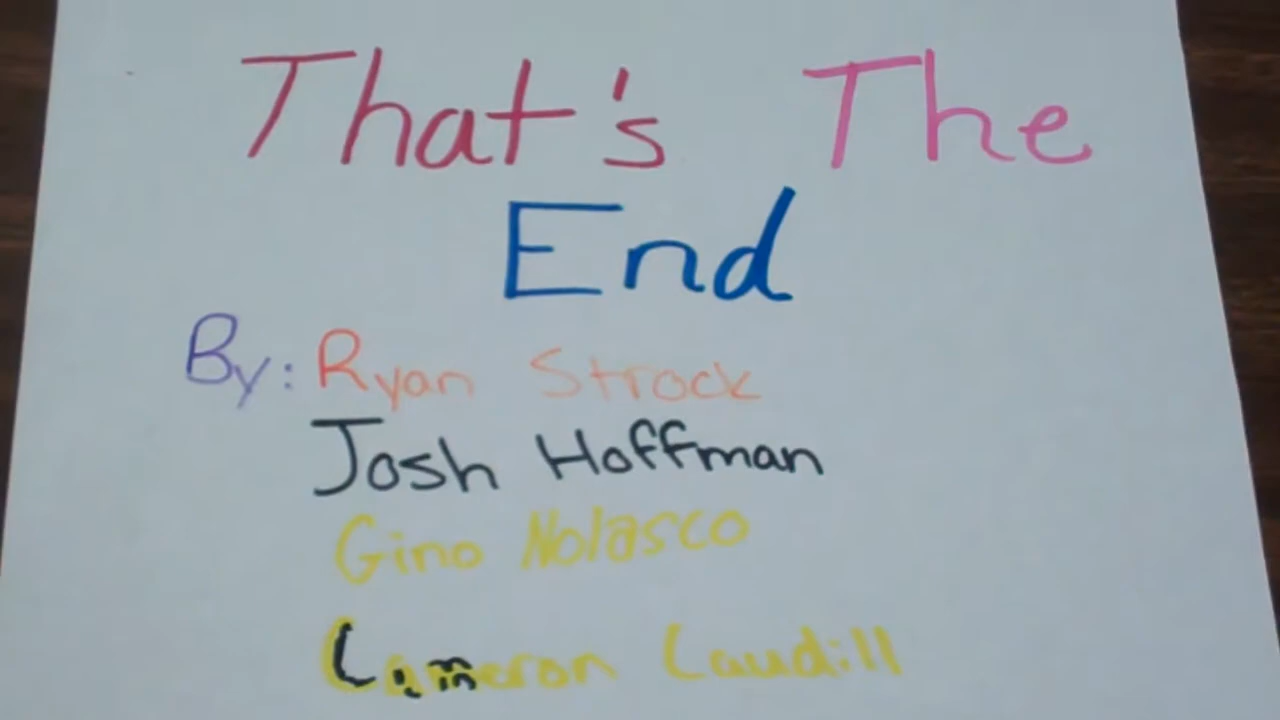 That's The
End
By: Ryan Strock
Josh Hoffman
Gino Nolasco
Cameron Caudill